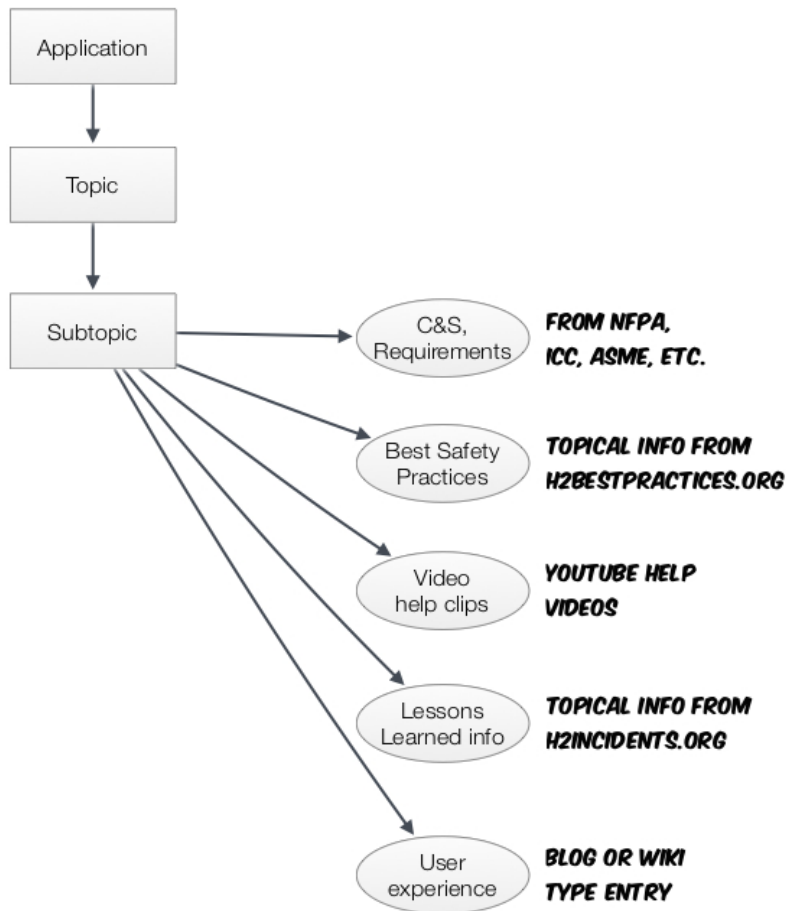 Application
Topic
Subtopic
C&S,
Requirements
FROM NFPA,
ICC, ASME, ETC.
Best Safety
Practices
TOPICAL INFO FROM
H2BESTPRACTICES.ORG
Video
help clips
YOUTUBE HELP
VIDEOS
Lessons
Learned info
TOPICAL INFO FROM
H2INCIDENTS.ORG
User
experience
BLOG OR WIKI
TYPE ENTRY